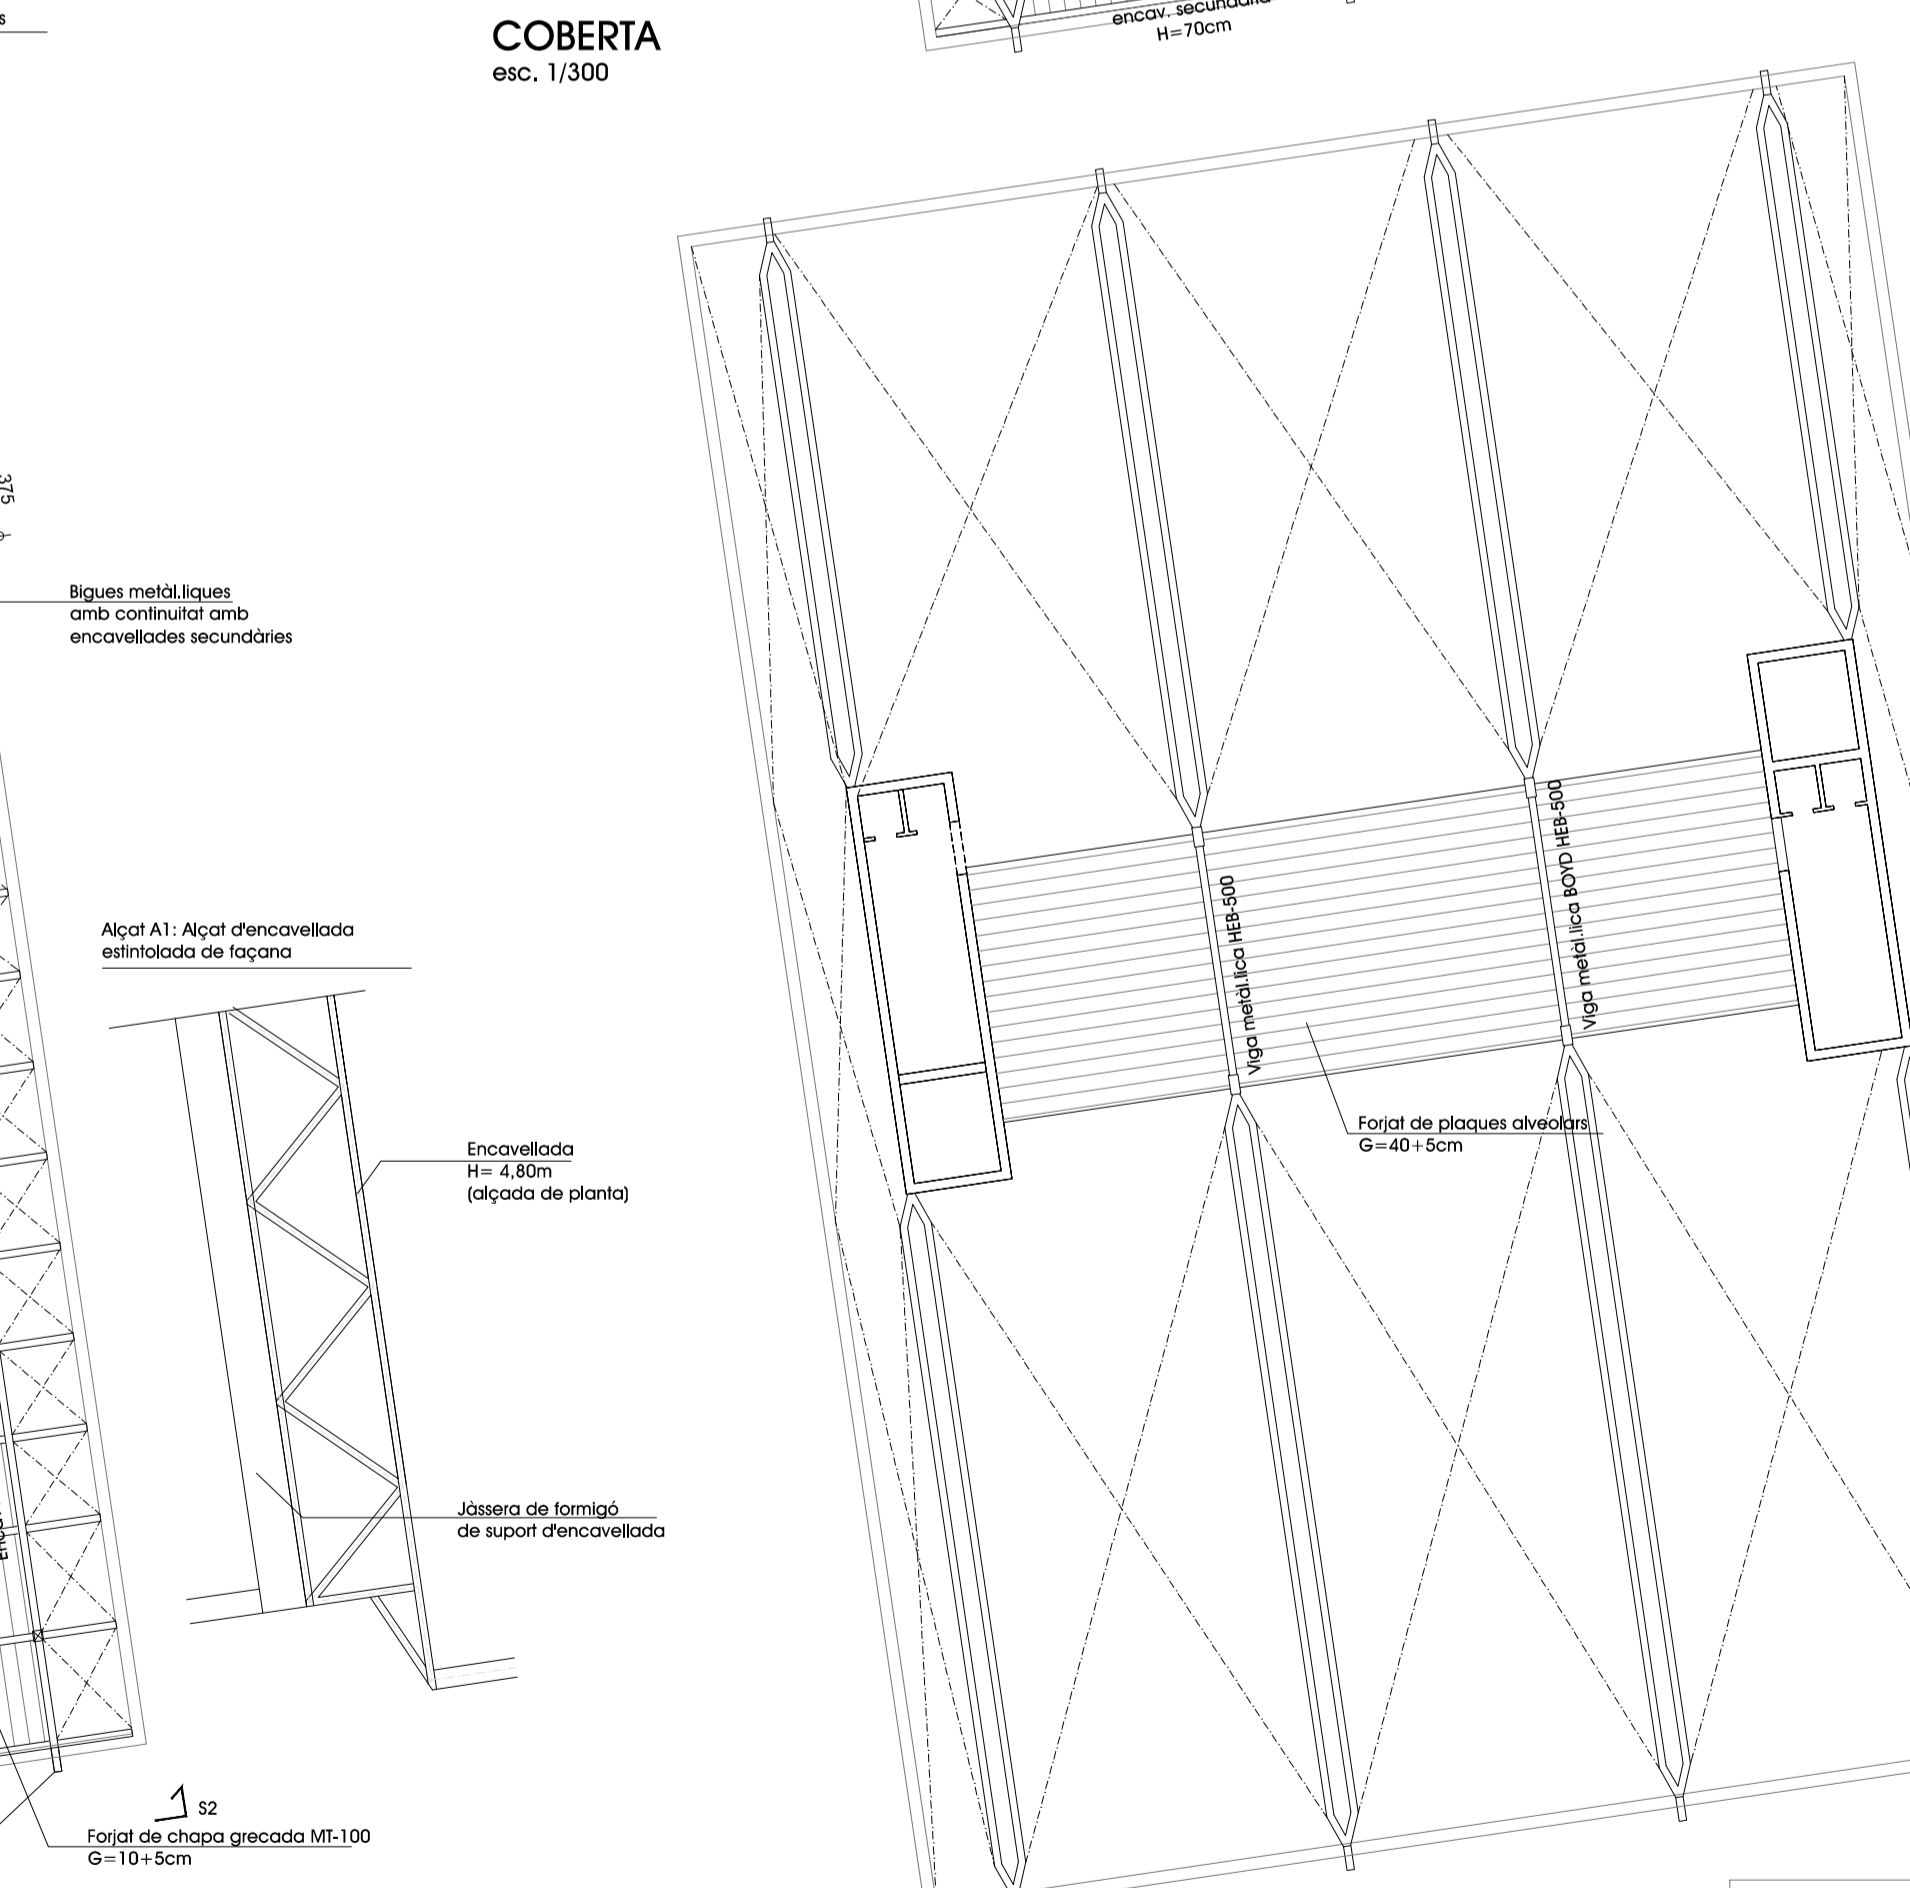 s
COBERTA
esc. 1/300
encav. secundària
H=70cm
375
Bigues metàl.liques
amb continuitat amb
encavellades secundàries
Alçat A1: Alçat d'encavellada
estintolada de façana
Encavellada
H= 4,80m
(alçada de planta)
Viga metàl.lica HEB-500
Viga metàl.lica BOYD HEB-500
Forjat de plaques alveolars
G=40+5cm
Jàssera de formigó
de suport d'encavellada
S2
Forjat de chapa grecada MT-100
G=10+5cm